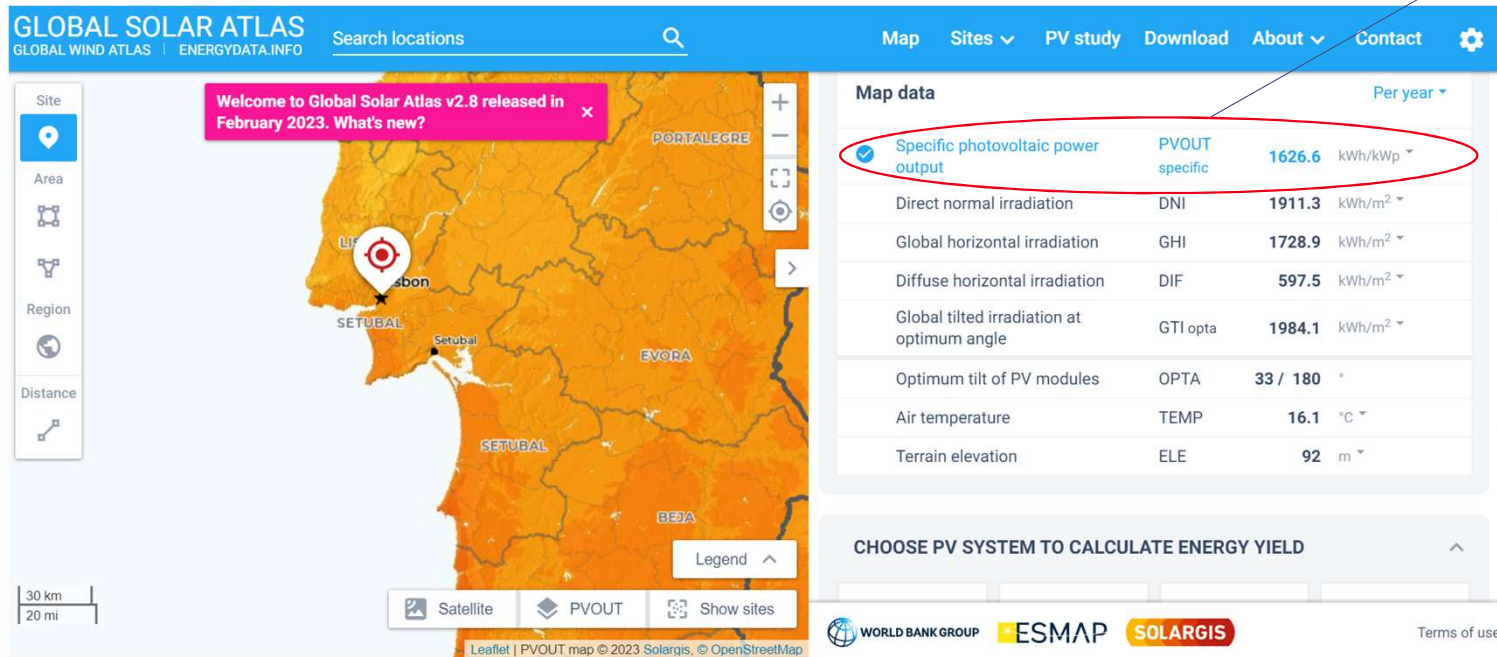 GLOBAL SOLAR ATLAS
GLOBAL WIND ATLAS | ENERGYDATA.INFO
Search locations
Map Sites PV study Download About Contact
Site
Area
Region
Distance
Welcome to Global Solar Atlas v2.8 released in
February 2023. What's new?
×
PORTALEGRE
sbon
SETUBAL
Setubal
EVORA
SETUBAL
BEJA
Legend
30 km
20 mi
Satellite PVOUT Show sites
Leaflet | PVOUT map © 2023 Solargis, © OpenStreetMap
Map data Per year
Specific photovoltaic power
output PVOUT
specific 1626.6 kWh/kWp
Direct normal irradiation DNI 1911.3 kWh/m²
Global horizontal irradiation GHI 1728.9 kWh/m²
Diffuse horizontal irradiation DIF 597.5 kWh/m²
Global tilted irradiation at
optimum angle GTI opta 1984.1 kWh/m²
Optimum tilt of PV modules OPTA 33 / 180 °
Air temperature TEMP 16.1 °C
Terrain elevation ELE 92 m
CHOOSE PV SYSTEM TO CALCULATE ENERGY YIELD
WORLD BANK GROUP ESMAP SOLARGIS
Terms of use